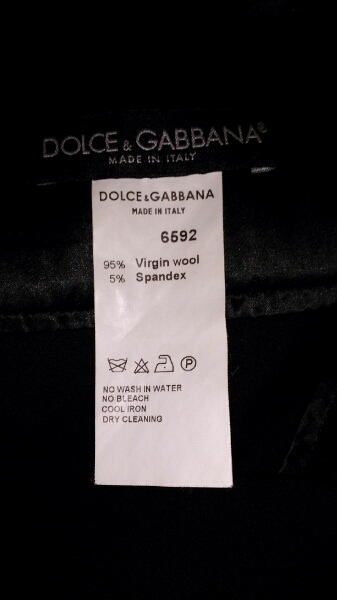 DOLCE & GABBANA®
MADE IN ITALY
DOLCE & GABBANA
MADE IN ITALY
6592
95% Virgin wool
5% Spandex
P
NO WASH IN WATER
NO BLEACH
COOL IRON
DRY CLEANING